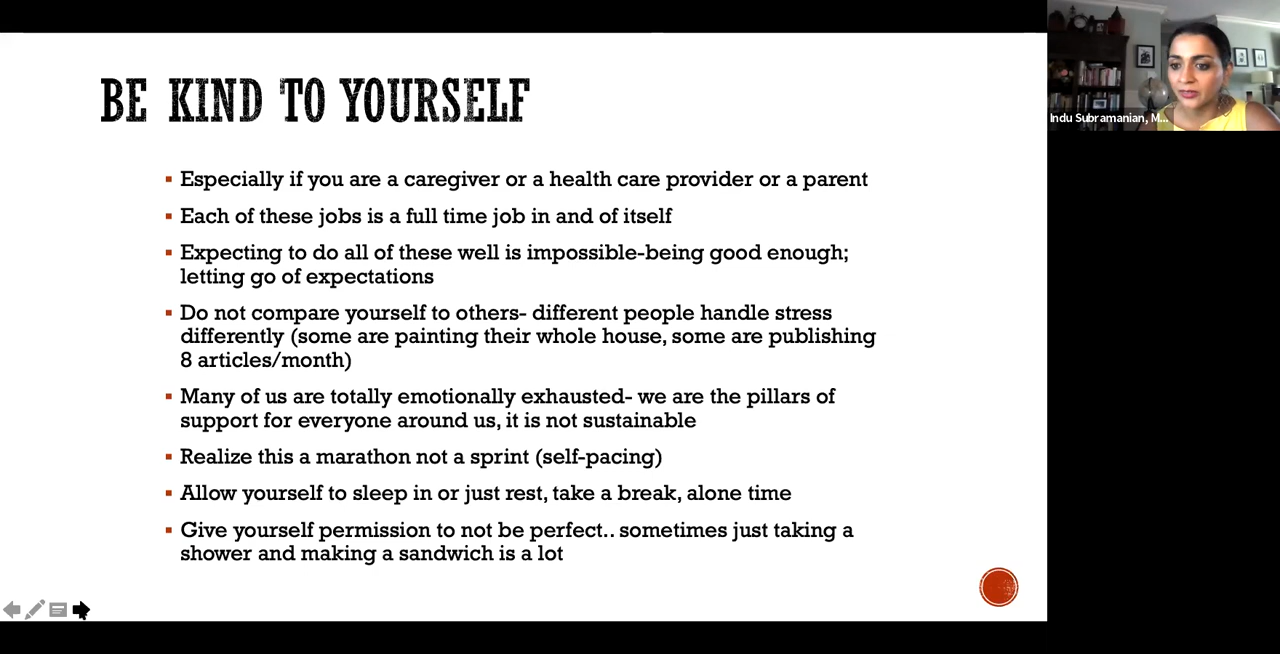 BE KIND TO YOURSELF
Especially if you are a caregiver or a health care provider or a parent
Each of these jobs is a full time job in and of itself
Expecting to do all of these well is impossible-being good enough;
letting go of expectations
Do not compare yourself to others- different people handle stress
differently (some are painting their whole house, some are publishing
8 articles/month)
Many of us are totally emotionally exhausted- we are the pillars of
support for everyone around us, it is not sustainable
Realize this a marathon not a sprint (self-pacing)
Allow yourself to sleep in or just rest, take a break, alone time
Give yourself permission to not be perfect.. sometimes just taking a
shower and making a sandwich is a lot
Indu Subramanian, M...